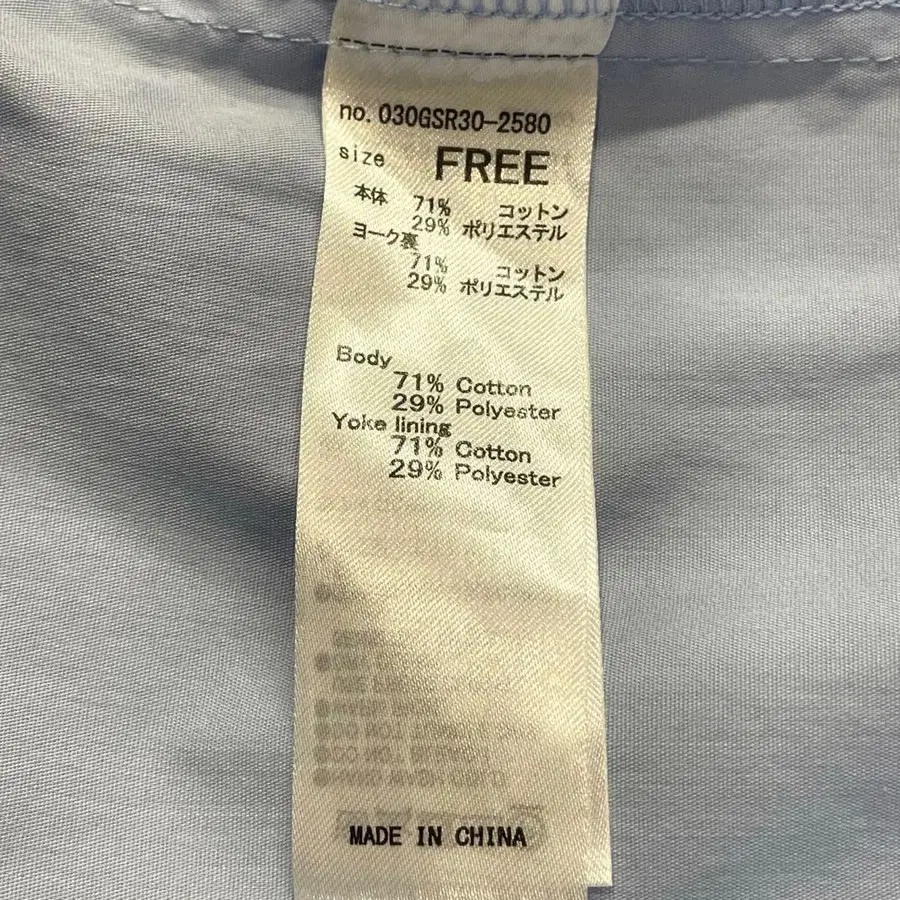 no. 030GSR30-2580
size FREE
本体 71% コットン
29% ポリエステル
ヨーク裏
71% コットン
29% ポリエステル
Body
71% Cotton
29% Polyester
Yoke lining
71% Cotton
29% Polyester
MADE IN CHINA